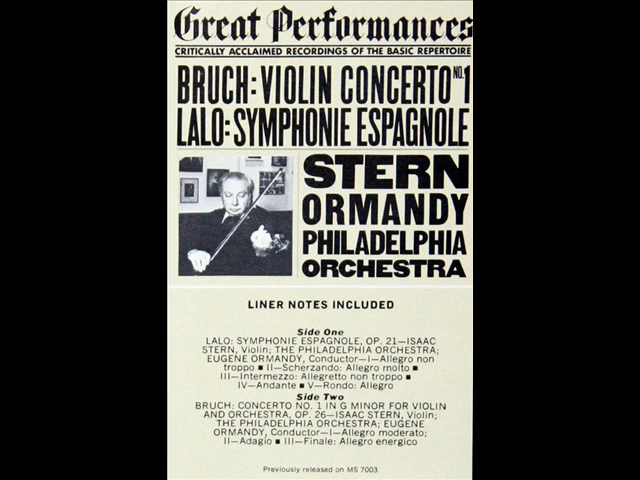 Great Performances
CRITICALLY ACCLAIMED RECORDINGS OF THE BASIC REPERTOIRE
BRUCH: VIOLIN CONCERTO NO. 1
LALO: SYMPHONIE ESPAGNOLE
STERN
ORMANDY
PHILADELPHIA
ORCHESTRA
LINER NOTES INCLUDED
Side One
LALO: SYMPHONIE ESPAGNOLE, OP. 21—ISAAC
STERN, Violin; THE PHILADELPHIA ORCHESTRA;
EUGENE ORMANDY, Conductor—I—Allegro non
troppo ■ II—Scherzando: Allegro molto ■
III—Intermezzo: Allegretto non troppo ■
IV—Andante ■ V—Rondo: Allegro
Side Two
BRUCH: CONCERTO NO. 1 IN G MINOR FOR VIOLIN
AND ORCHESTRA, OP. 26—ISAAC STERN, Violin;
THE PHILADELPHIA ORCHESTRA; EUGENE
ORMANDY, Conductor—I—Allegro moderato;
II—Adagio ■ III—Finale: Allegro energico
Previously released on MS 7003